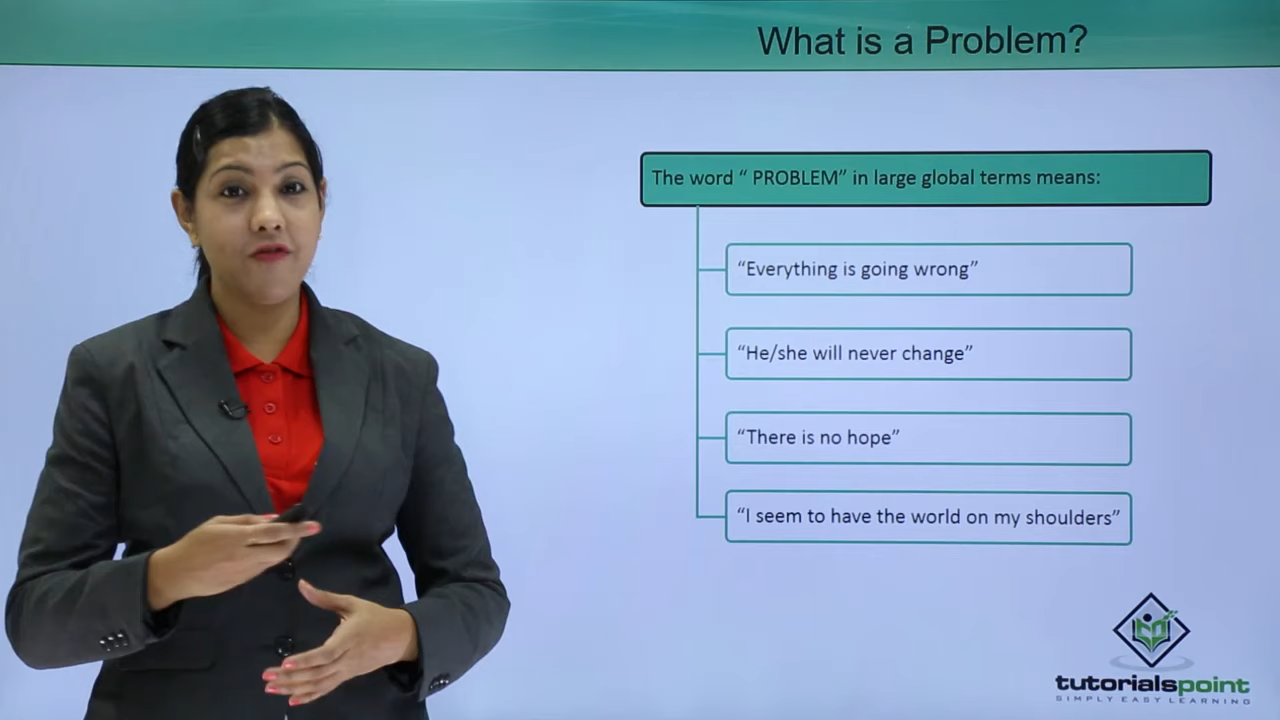 What is a Problem?
The word “ PROBLEM” in large global terms means:
“Everything is going wrong”
“He/she will never change”
“There is no hope”
“I seem to have the world on my shoulders”
tutorialspoint
SIMPLY EASY LEARNING